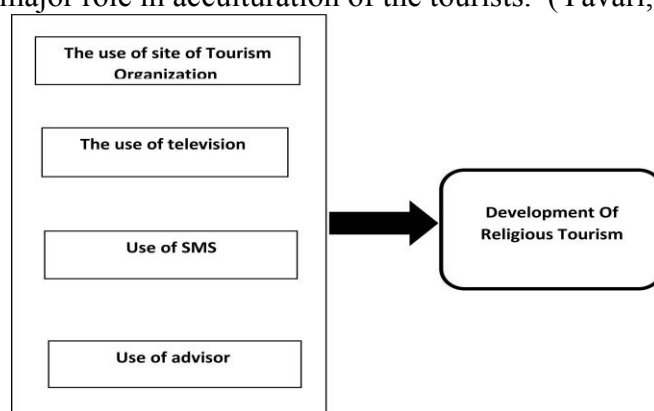 major role in acculturation of the tourists. (Yavari,
The use of site of Tourism
Organization
The use of television
Use of SMS
Use of advisor
Development Of
Religious Tourism